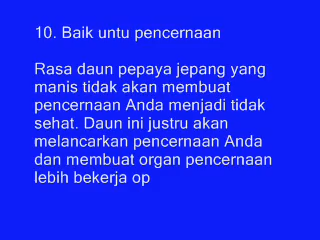 10. Baik untu pencernaan
Rasa daun pepaya jepang yang
manis tidak akan membuat
pencernaan Anda menjadi tidak
sehat. Daun ini justru akan
melancarkan pencernaan Anda
dan membuat organ pencernaan
lebih bekerja op